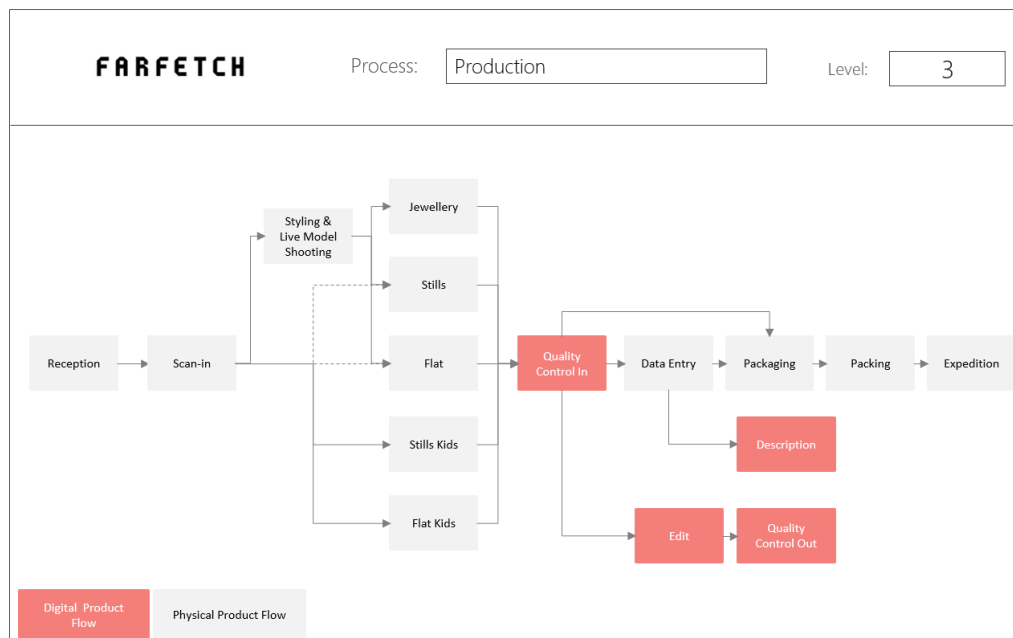 FARFETCH
Process:
Production
Level:
3
Jewellery
Styling &
Live Model
Shooting
Stills
Reception
Scan-in
Flat
Quality
Control In
Data Entry
Packaging
Packing
Expedition
Stills Kids
Description
Flat Kids
Edit
Quality
Control Out
Digital Product
Flow
Physical Product Flow